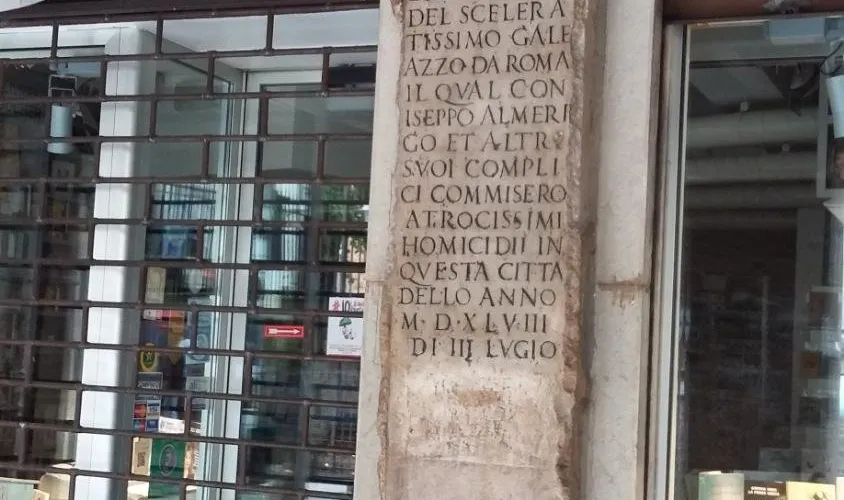 DEL SCELERA
TISSIMO GALE
AZZO DA ROMA
IL QVAL CON
ISEPPO ALMERI
GO ET ALTRI
SVOI COMPLI
CI COMMISERO
ATROCISSIMI
HOMICIDII IN
QVESTA CITTA
DELLO ANNO
M·D·XLVIII
DI III LVGIO